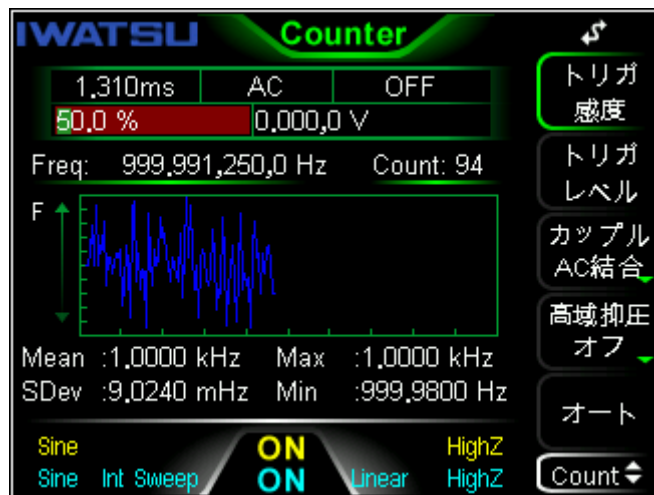 IWATSU
Counter
1.310ms AC OFF
50.0 % 0.000,0 V
Freq: 999.991,250,0 Hz Count: 94
F
Mean :1.0000 kHz Max :1.0000 kHz
SDev :9.0240 mHz Min :999.9800 Hz
Sine ON HighZ
Sine Int Sweep ON Linear HighZ
トリガ
感度
トリガ
レベル
カップル
AC結合
高域抑圧
オフ
オート
Count